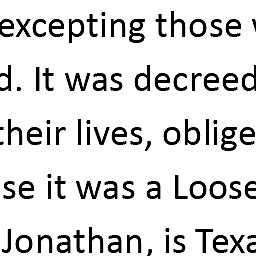 excepting those
d. It was decreed
their lives, oblige
se it was a Loose
Jonathan, is Texa